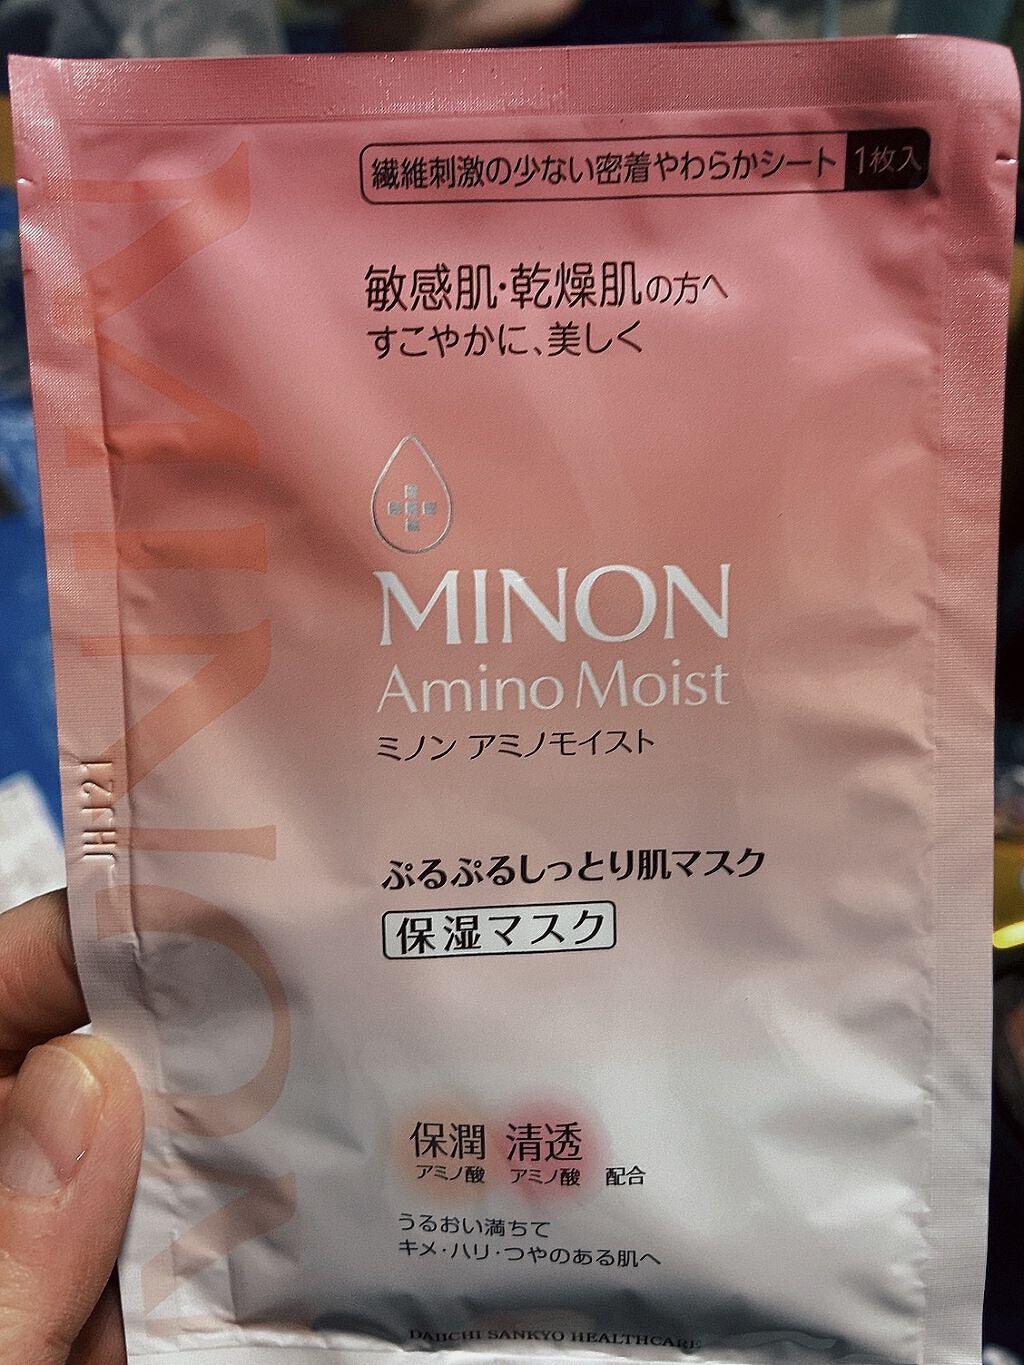 繊維刺激の少ない密着やわらかシート 1枚入
敏感肌・乾燥肌の方へ
すこやかに、美しく
MINON
Amino Moist
ミノン アミノモイスト
ぷるぷるしっとり肌マスク
保湿マスク
保潤 清透
アミノ酸 アミノ酸 配合
うるおい満ちて
キメ・ハリ・つやのある肌へ
DAIICHI SANKYO HEALTHCARE
MINON
JHJ21